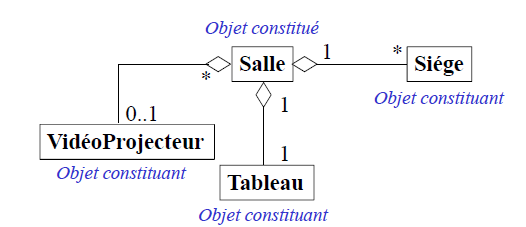 Objet constitué
Salle
1
*
Siége
*
Objet constituant
1
0..1
VidéoProjecteur
1
Objet constituant
Tableau
Objet constituant